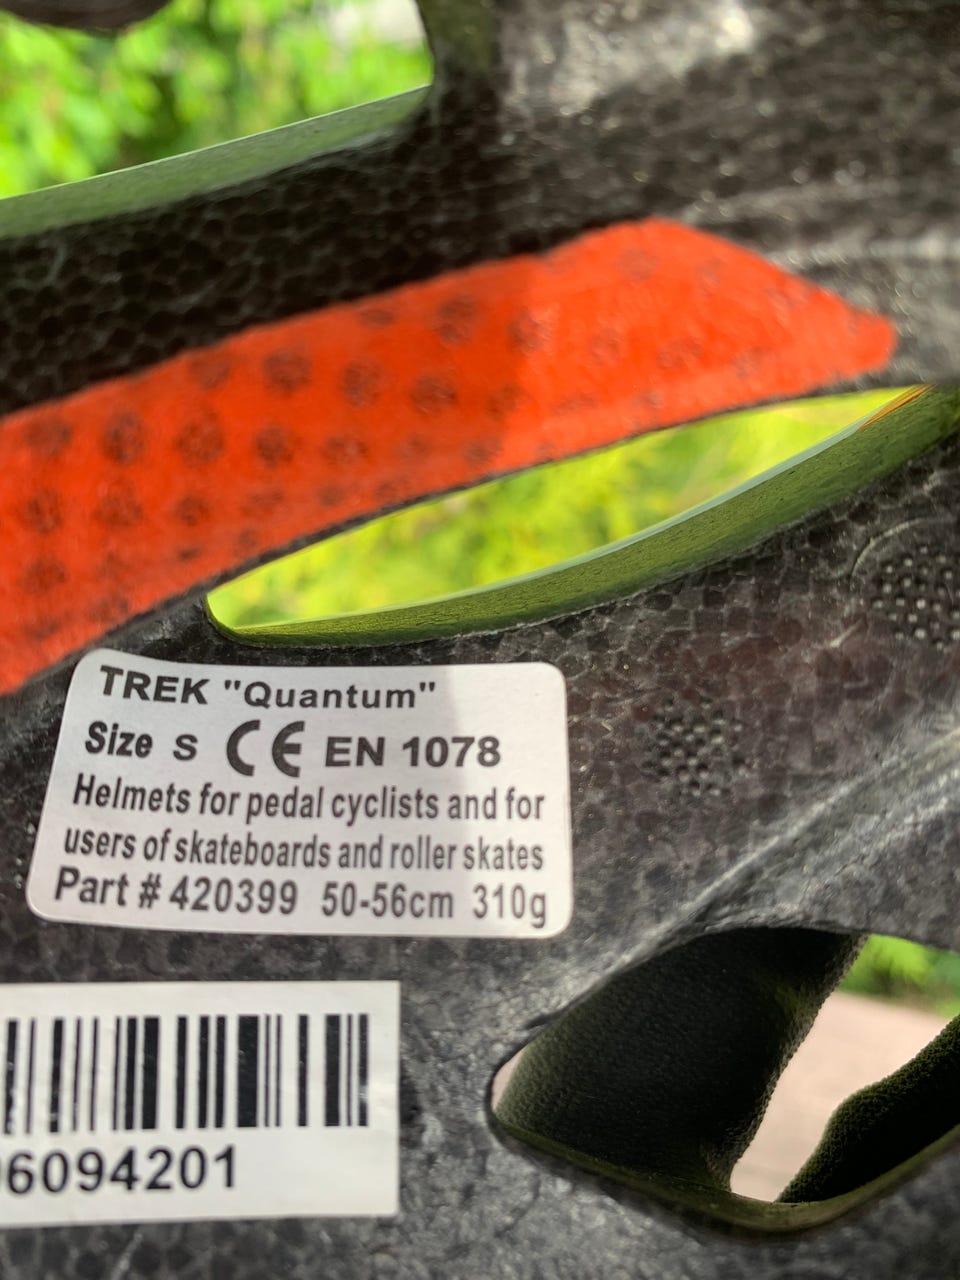 TREK "Quantum"
Size S CE EN 1078
Helmets for pedal cyclists and for
users of skateboards and roller skates
Part # 420399 50-56cm 310g
6094201